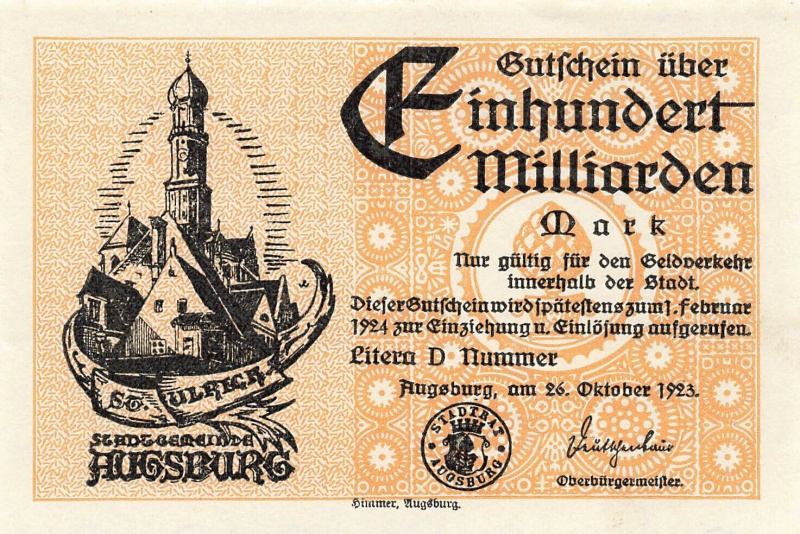 Gutschein über
Einhundert
Milliarden
Mark
Nur gültig für den Geldverkehr
innerhalb der Stadt.
Dieser Gutschein wird spätestens zum 1. Februar
1924 zur Einziehung u. Einlösung aufgerufen.
Litera D Nummer
Augsburg, am 26. Oktober 1923.
STADTRAT
AUGSBURG
Oberbürgermeister.
ST. ULRICH
STADTGEMEINDE
AUGSBURG
Himmer, Augsburg.